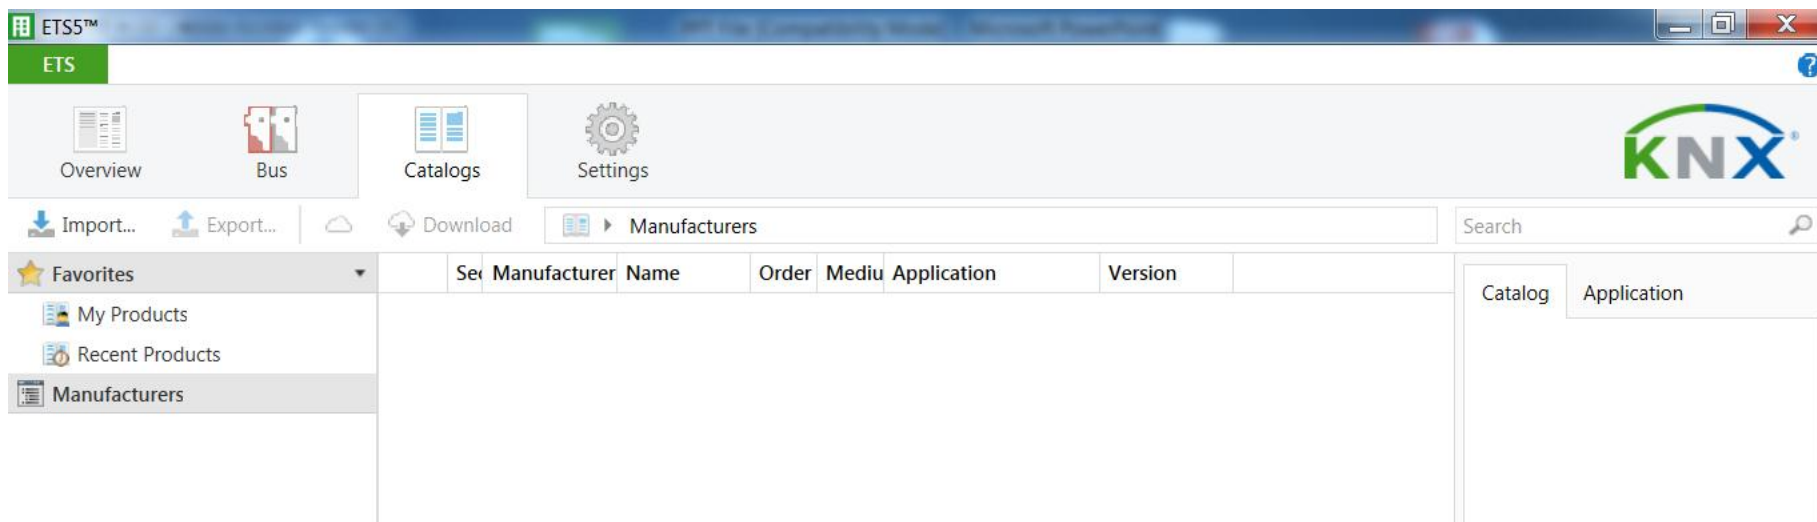 ETS5™
ETS
?
Overview Bus Catalogs Settings
KNX®
Import... Export... Download Manufacturers Search
Favorites
Sec Manufacturer Name Order Mediu Application Version
Catalog Application
My Products
Recent Products
Manufacturers